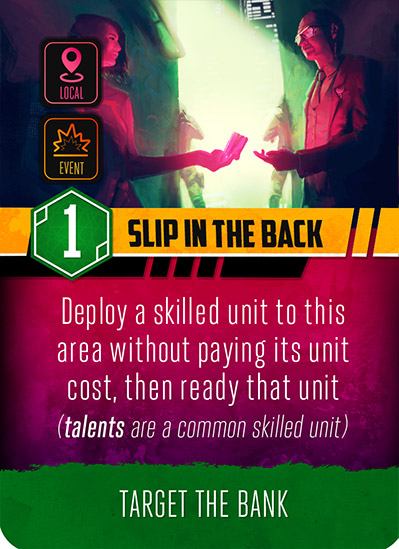 LOCAL
EVENT
1
SLIP IN THE BACK
Deploy a skilled unit to this
area without paying its unit
cost, then ready that unit
(talents are a common skilled unit)
TARGET THE BANK